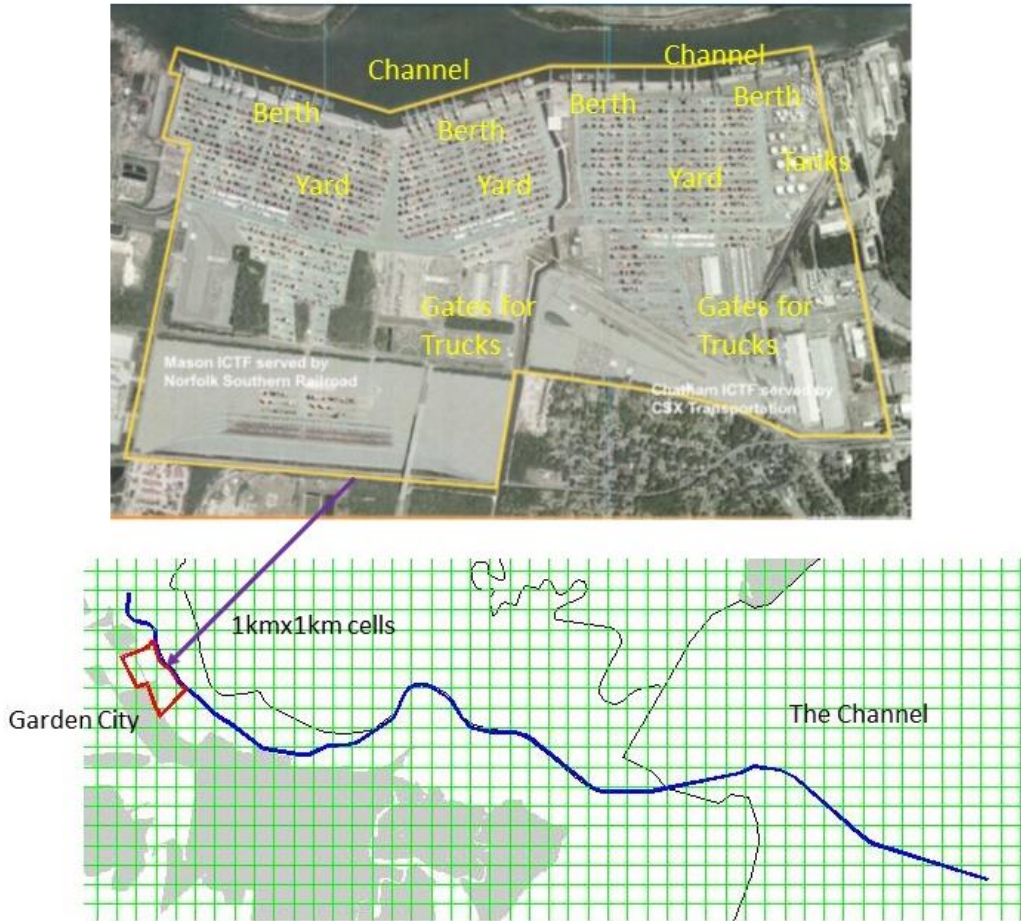 Channel
Channel
Berth
Berth
Berth
Berth
Yard
Yard
Yard
Tanks
Gates for
Trucks
Gates for
Trucks
Mason ICTF served by
Norfolk Southern Railroad
Chatham ICTF served by
CSX Transportation
1kmx1km cells
Garden City
The Channel